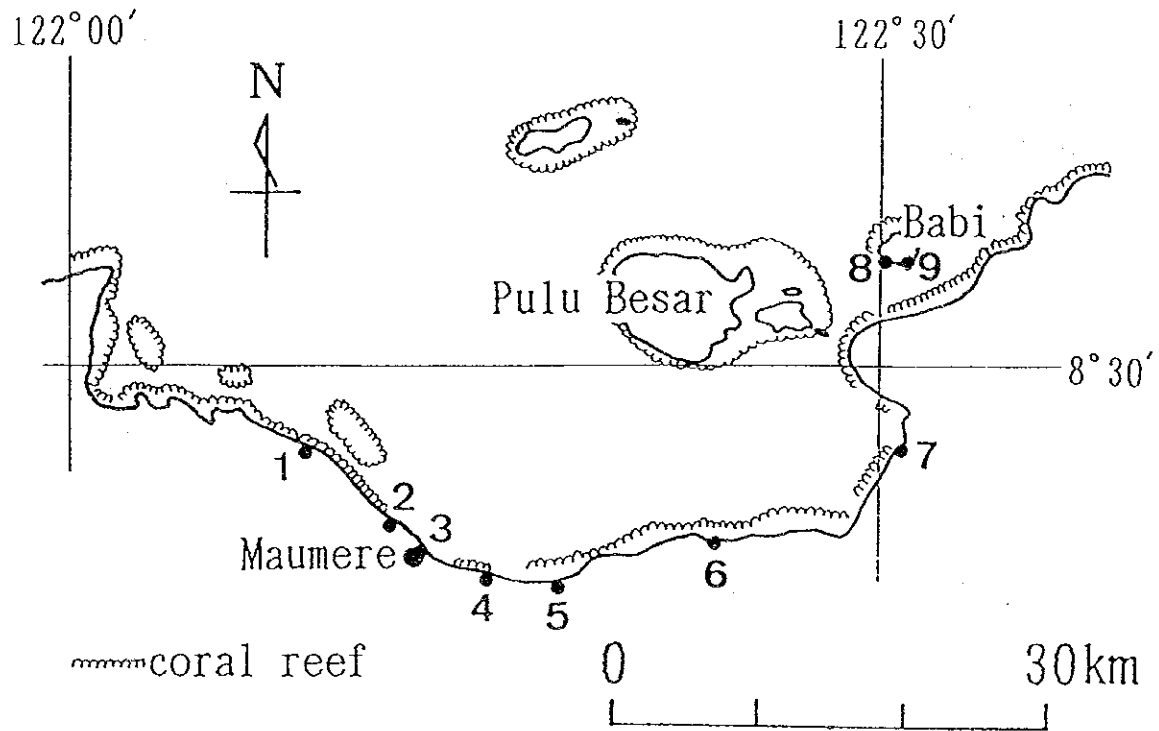 122°00′
122°30′
N
Babi
8 9
Pulu Besar
8°30′
1
7
2
3
Maumere
6
4
5
coral reef
0
30km